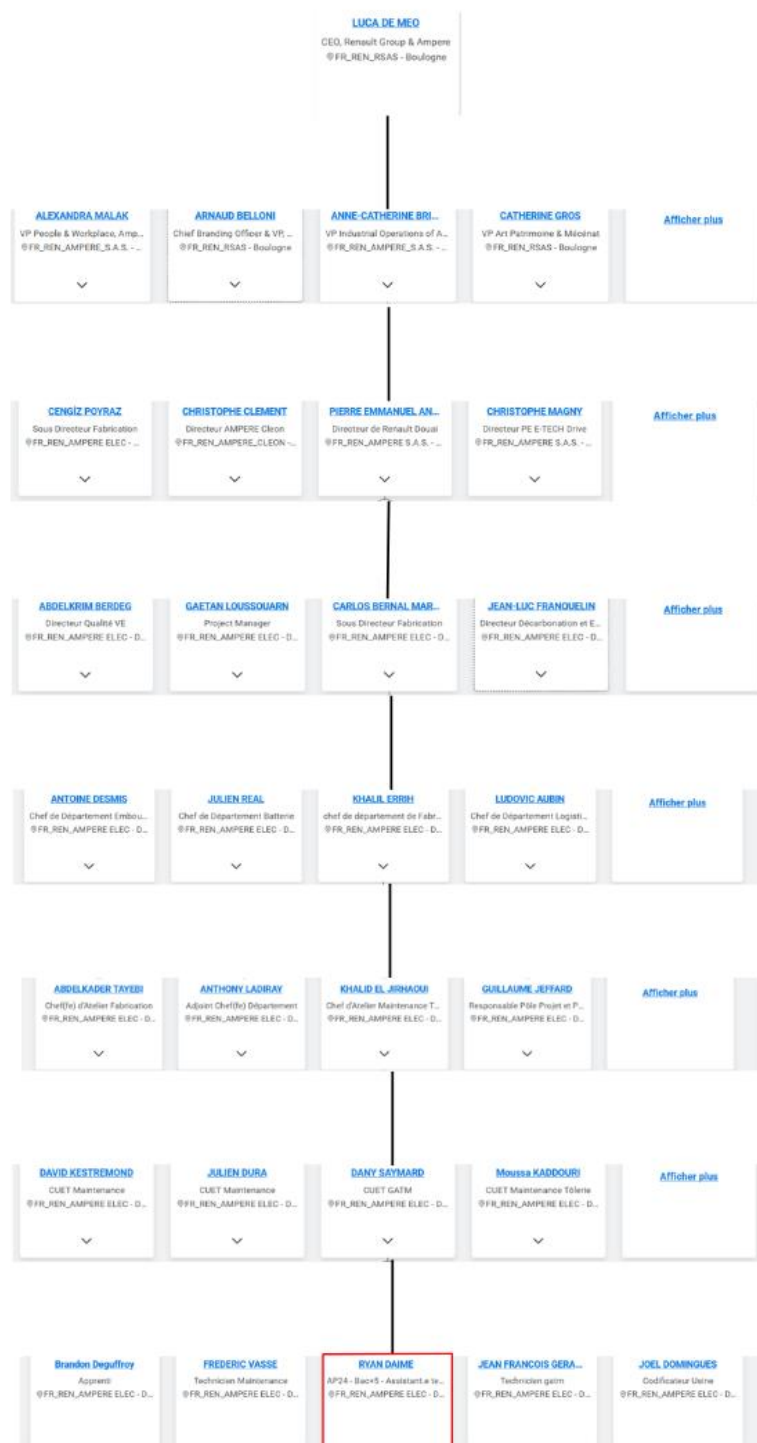 LUCA DE MEO
CEO, Renault Group & Ampere
FR_REN_RSAS - Boulogne
ALEXANDRA MALAK
VP People & Workplace, Amp...
FR_REN_AMPERE_S.A.S. - ...
ARNAUD BELLONI
Chief Branding Officer & VP, ...
FR_REN_RSAS - Boulogne
ANNE-CATHERINE BRI...
VP Industrial Operations of A...
FR_REN_AMPERE_S.A.S. - ...
CATHERINE GROS
VP Art Patrimoine & Mécénat
FR_REN_RSAS - Boulogne
Afficher plus
CENGİZ POYRAZ
Sous Directeur Fabrication
FR_REN_AMPERE ELEC - ...
CHRISTOPHE CLEMENT
Directeur AMPERE Cleon
FR_REN_AMPERE_CLEON -...
PIERRE EMMANUEL AN...
Directeur de Renault Douai
FR_REN_AMPERE S.A.S. - ...
CHRISTOPHE MAGNY
Directeur PE E-TECH Drive
FR_REN_AMPERE S.A.S. - ...
Afficher plus
ABDELKRIM BERDEG
Directeur Qualité VE
FR_REN_AMPERE ELEC - D...
GAETAN LOUSSOUARN
Project Manager
FR_REN_AMPERE ELEC - D...
CARLOS BERNAL MAR...
Sous Directeur Fabrication
FR_REN_AMPERE ELEC - D...
JEAN-LUC FRANQUELIN
Directeur Décarbonation et E...
FR_REN_AMPERE ELEC - D...
Afficher plus
ANTOINE DESMIS
Chef de Département Embou...
FR_REN_AMPERE ELEC - D...
JULIEN REAL
Chef de Département Batterie
FR_REN_AMPERE ELEC - D...
KHALIL ERRIH
chef de département de Fabr...
FR_REN_AMPERE ELEC - D...
LUDOVIC AUBIN
Chef de Département Logisti...
FR_REN_AMPERE ELEC - D...
Afficher plus
ABDELKADER TAYEBI
Chef(fe) d'Atelier Fabrication
FR_REN_AMPERE ELEC - D...
ANTHONY LADIRAY
Adjoint Chef(fe) Département
FR_REN_AMPERE ELEC - D...
KHALID EL JIRHAOUI
Chef d'Atelier Maintenance T...
FR_REN_AMPERE ELEC - D...
GUILLAUME JEFFARD
Responsable Pôle Projet et P...
FR_REN_AMPERE ELEC - D...
Afficher plus
DAVID KESTREMOND
CUET Maintenance
FR_REN_AMPERE ELEC - D...
JULIEN DURA
CUET Maintenance
FR_REN_AMPERE ELEC - D...
DANY SAYMARD
CUET GATM
FR_REN_AMPERE ELEC - D...
Moussa KADDOURI
CUET Maintenance Tôlerie
FR_REN_AMPERE ELEC - D...
Afficher plus
Brandon Deguffroy
Apprenti
FR_REN_AMPERE ELEC - D...
FREDERIC VASSE
Technicien Maintenance
FR_REN_AMPERE ELEC - D...
RYAN DAIME
AP24 - Bac+5 - Assistant.e te...
FR_REN_AMPERE ELEC - D...
JEAN FRANCOIS GERA...
Technicien gatm
FR_REN_AMPERE ELEC - D...
JOEL DOMINGUES
Codificateur Usine
FR_REN_AMPERE ELEC - D...